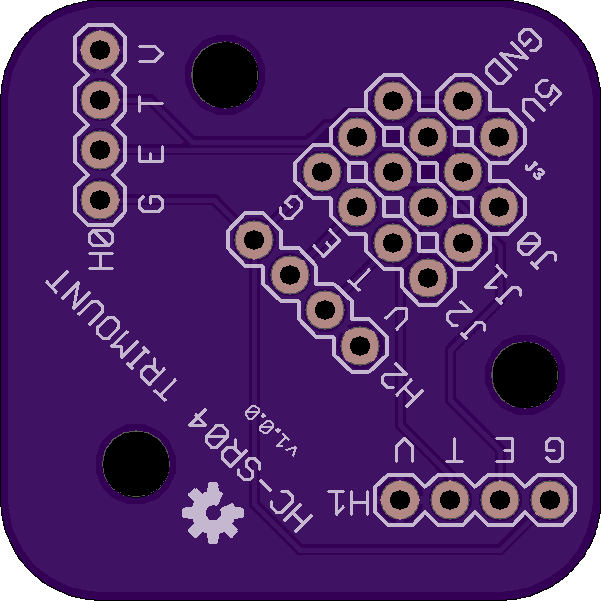 V
T
E
G
H0
GND
5V
J3
J0
J1
J2
G
E
T
V
H2
TRIMOUNT
HC-SR04
v1.0.0
V
T
E
G
H1